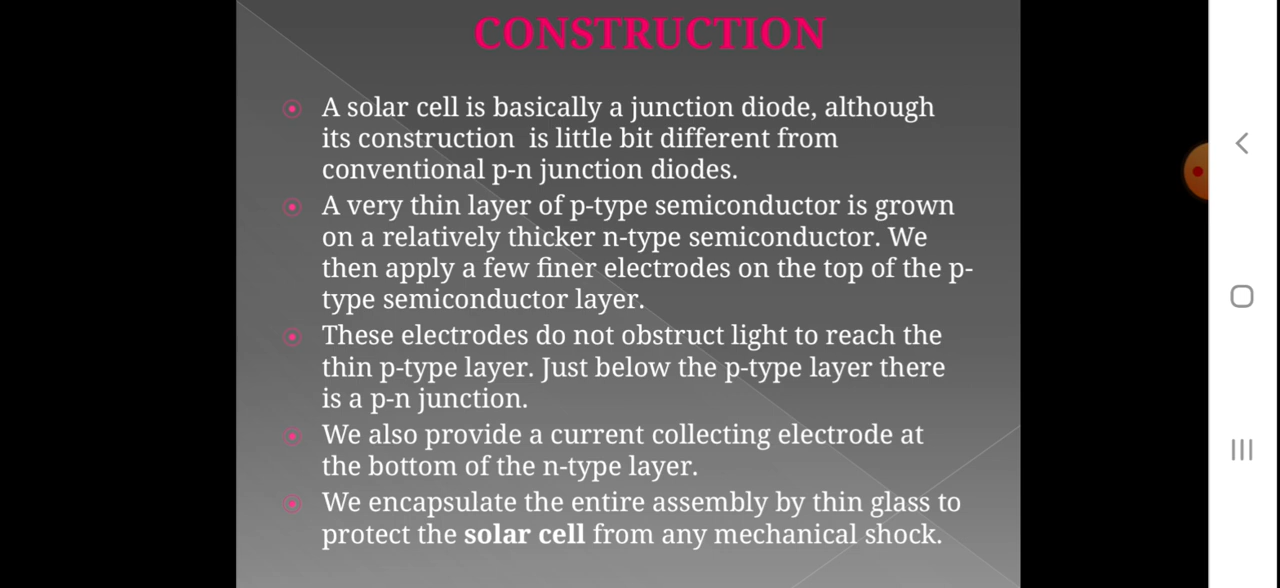 CONSTRUCTION
A solar cell is basically a junction diode, although
its construction  is little bit different from
conventional p-n junction diodes.
A very thin layer of p-type semiconductor is grown
on a relatively thicker n-type semiconductor. We
then apply a few finer electrodes on the top of the p-
type semiconductor layer.
These electrodes do not obstruct light to reach the
thin p-type layer. Just below the p-type layer there
is a p-n junction.
We also provide a current collecting electrode at
the bottom of the n-type layer.
We encapsulate the entire assembly by thin glass to
protect the solar cell from any mechanical shock.